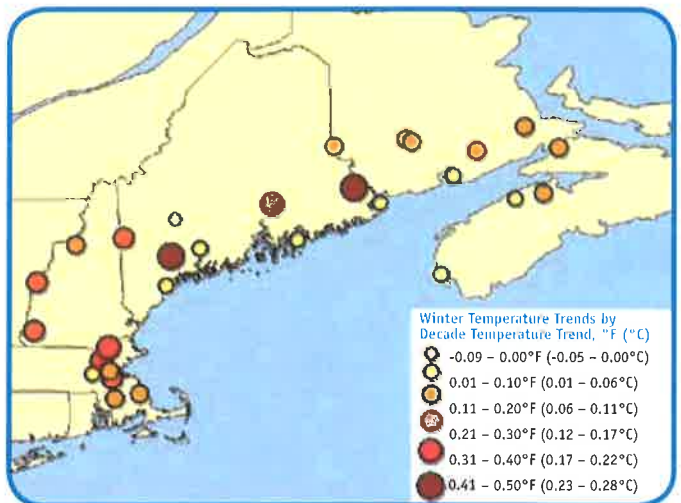 Winter Temperature Trends by
Decade Temperature Trend, °F (°C)
-0.09 – 0.00°F (-0.05 – 0.00°C)
0.01 – 0.10°F (0.01 – 0.06°C)
0.11 – 0.20°F (0.06 – 0.11°C)
0.21 – 0.30°F (0.12 – 0.17°C)
0.31 – 0.40°F (0.17 – 0.22°C)
0.41 – 0.50°F (0.23 – 0.28°C)